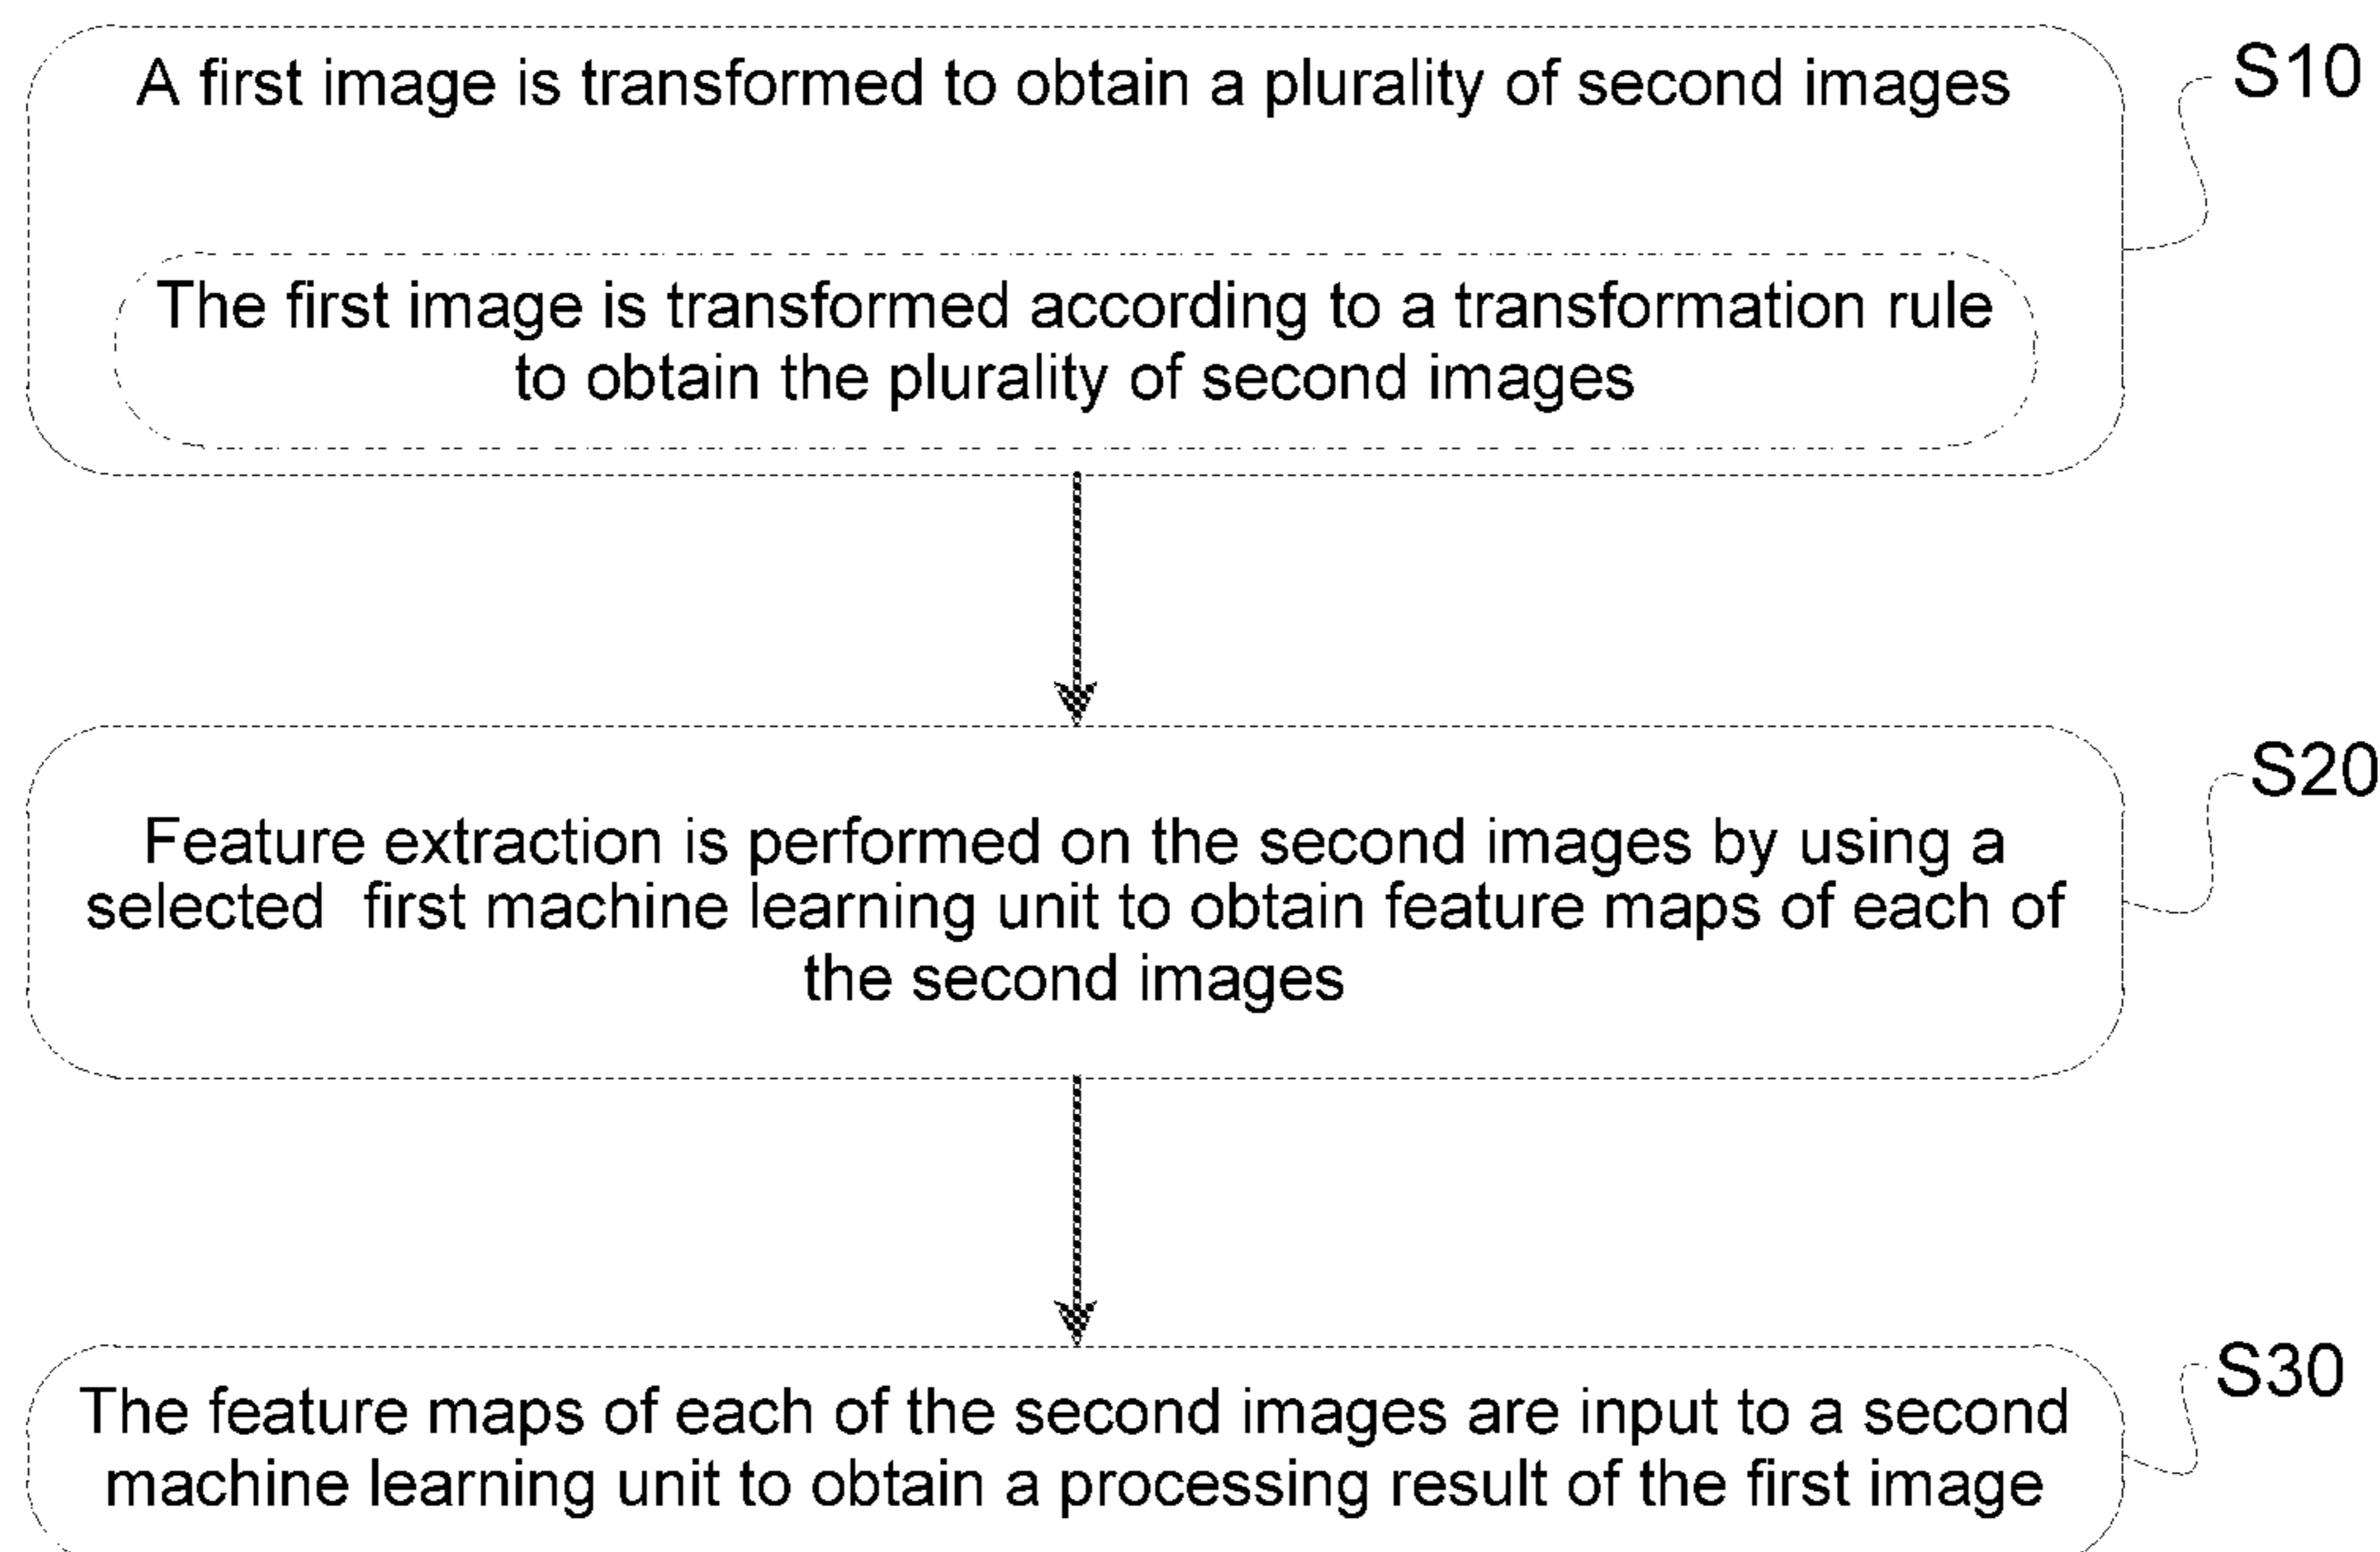 A first image is transformed to obtain a plurality of second images
S10
The first image is transformed according to a transformation rule
to obtain the plurality of second images
S20
Feature extraction is performed on the second images by using a
selected  first machine learning unit to obtain feature maps of each of
the second images
S30
The feature maps of each of the second images are input to a second
machine learning unit to obtain a processing result of the first image